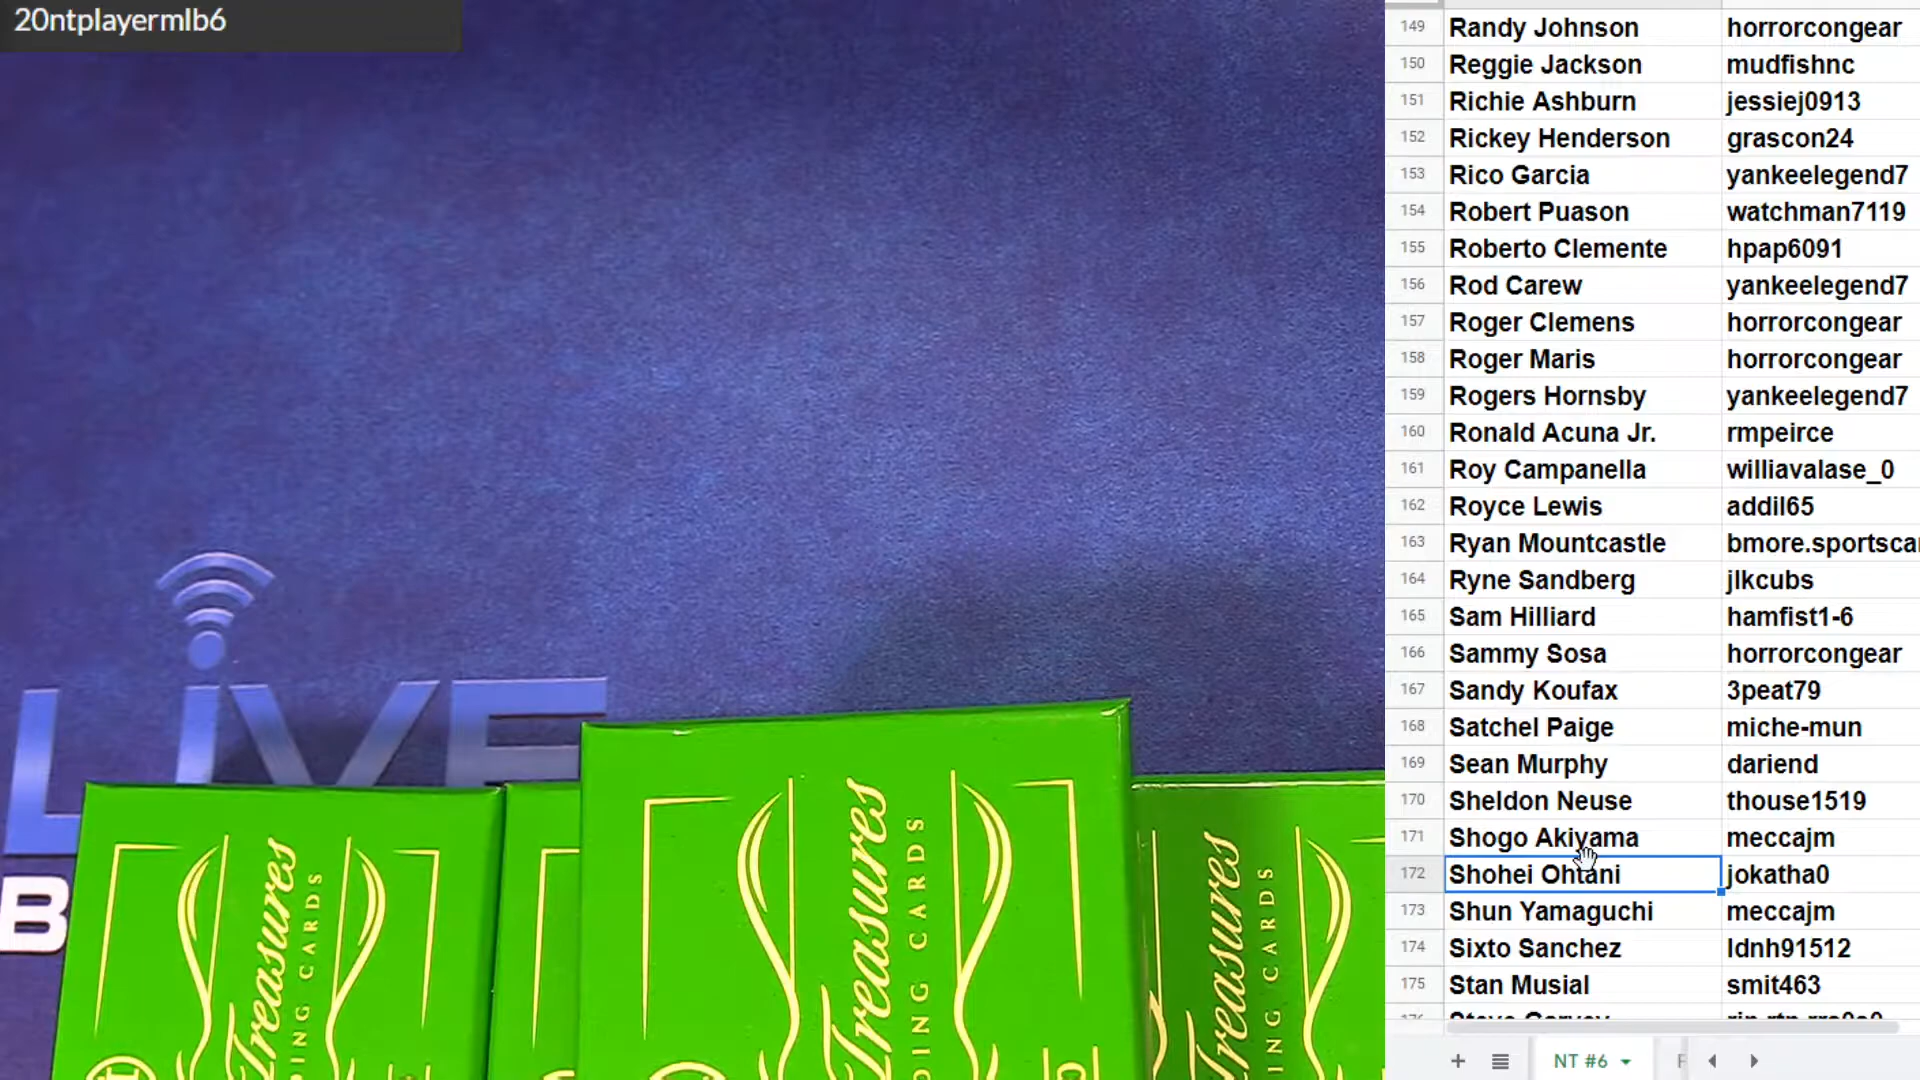 20ntplayermlb6
LiVE
B
Treasures
CARDS
Treasures
CARDS
Treasures
CARDS
149 Randy Johnson horrorcongear
150 Reggie Jackson mudfishnc
151 Richie Ashburn jessiej0913
152 Rickey Henderson grascon24
153 Rico Garcia yankeelegend7
154 Robert Puason watchman7119
155 Roberto Clemente hpap6091
156 Rod Carew yankeelegend7
157 Roger Clemens horrorcongear
158 Roger Maris horrorcongear
159 Rogers Hornsby yankeelegend7
160 Ronald Acuna Jr. rmpeirce
161 Roy Campanella williavalase_0
162 Royce Lewis addil65
163 Ryan Mountcastle bmore.sportscar
164 Ryne Sandberg jlkcubs
165 Sam Hilliard hamfist1-6
166 Sammy Sosa horrorcongear
167 Sandy Koufax 3peat79
168 Satchel Paige miche-mun
169 Sean Murphy dariend
170 Sheldon Neuse thouse1519
171 Shogo Akiyama meccajm
172 Shohei Ohtani jokatha0
173 Shun Yamaguchi meccajm
174 Sixto Sanchez ldnh91512
175 Stan Musial smit463
NT #6